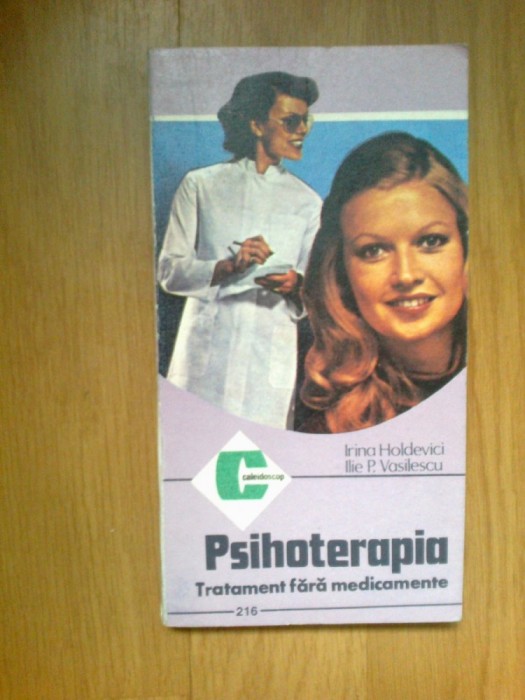 Irina Holdevici
Ilie P. Vasilescu
caleidoscop
Psihoterapia
Tratament fără medicamente
216